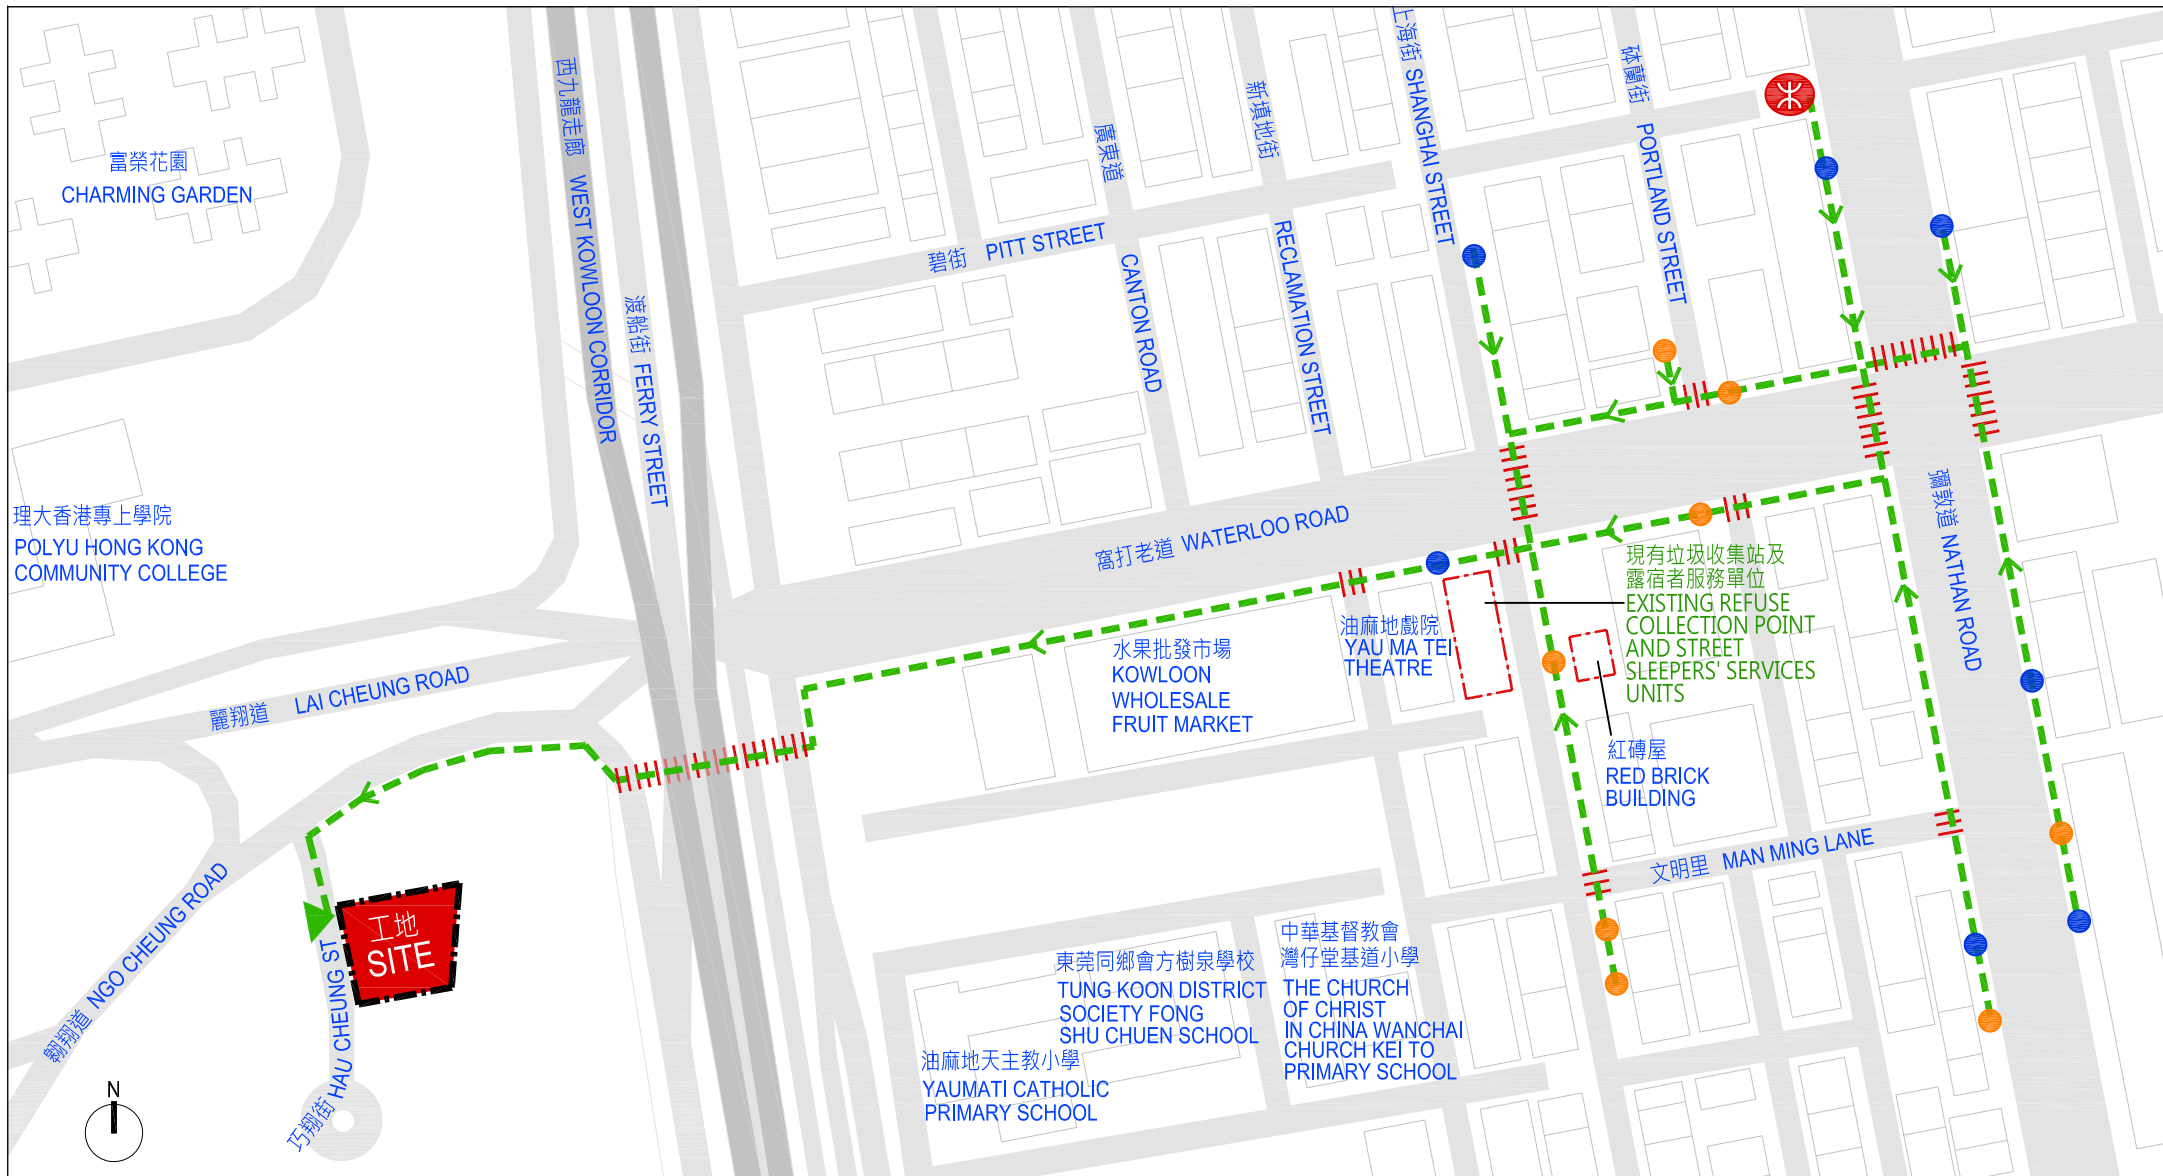 富榮花園
CHARMING GARDEN
西九龍走廊 WEST KOWLOON CORRIDOR
渡船街 FERRY STREET
碧街 PITT STREET
廣東道
CANTON ROAD
新填地街
RECLAMATION STREET
上海街 SHANGHAI STREET
砵蘭街 PORTLAND STREET
理大香港專上學院
POLYU HONG KONG
COMMUNITY COLLEGE
窩打老道 WATERLOO ROAD
彌敦道 NATHAN ROAD
現有垃圾收集站及
露宿者服務單位
EXISTING REFUSE
COLLECTION POINT
AND STREET
SLEEPERS' SERVICES
UNITS
油麻地戲院
YAU MA TEI
THEATRE
水果批發市場
KOWLOON
WHOLESALE
FRUIT MARKET
麗翔道 LAI CHEUNG ROAD
紅磚屋
RED BRICK
BUILDING
文明里 MAN MING LANE
翱翔道 NGO CHEUNG ROAD
工地
SITE
巧翔街 HAU CHEUNG ST
東莞同鄉會方樹泉學校
TUNG KOON DISTRICT
SOCIETY FONG
SHU CHUEN SCHOOL
中華基督教會
灣仔堂基道小學
THE CHURCH
OF CHRIST
IN CHINA WANCHAI
CHURCH KEI TO
PRIMARY SCHOOL
油麻地天主教小學
YAUMATI CATHOLIC
PRIMARY SCHOOL
N